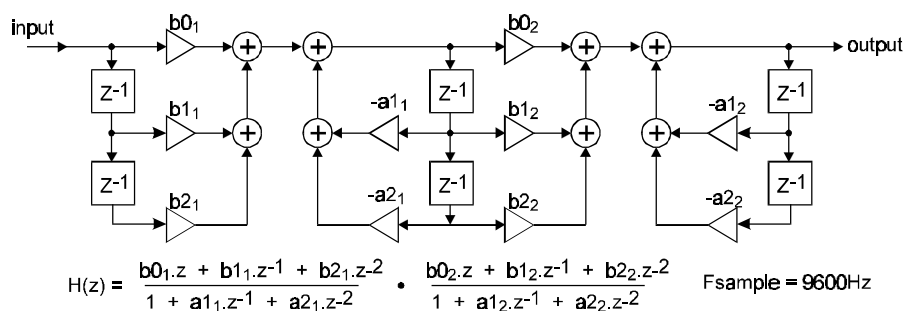 input
b0₁
b0₂
output
+ + + + +
Z⁻¹ Z⁻¹ Z⁻¹
b1₁
-a1₁
b1₂
-a1₂
+ + + + +
Z⁻¹ Z⁻¹ Z⁻¹
b2₁
-a2₁
b2₂
-a2₂
H(z) = b0₁.z + b1₁.z⁻¹ + b2₁.z⁻² / 1 + a1₁.z⁻¹ + a2₁.z⁻² • b0₂.z + b1₂.z⁻¹ + b2₂.z⁻² / 1 + a1₂.z⁻¹ + a2₂.z⁻² Fsample = 9600Hz